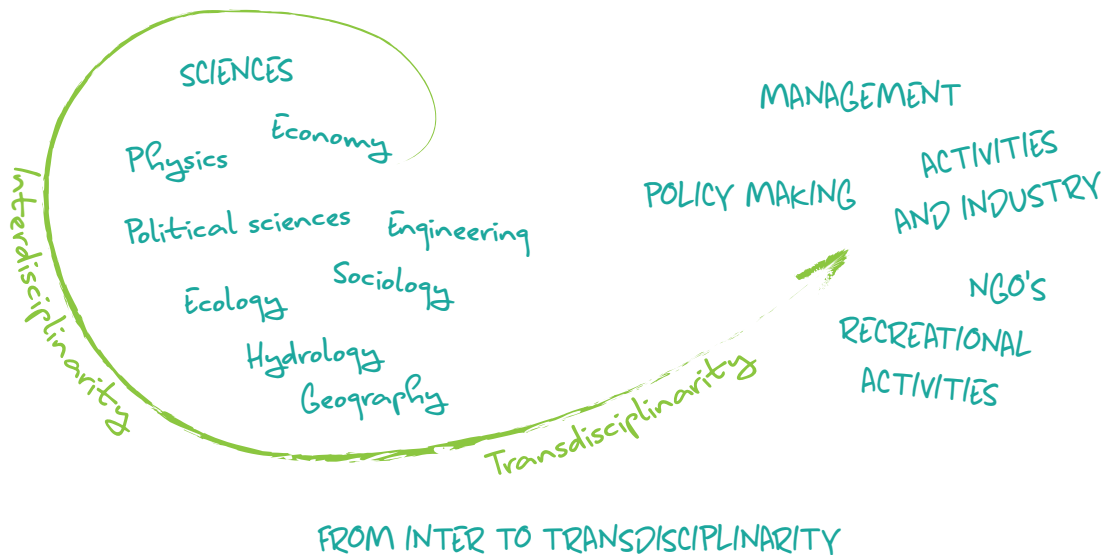 SCIENCES
Economy
Physics
Political sciences
Engineering
Sociology
Ecology
Hydrology
Geography
Interdisciplinarity
Transdisciplinarity
MANAGEMENT
ACTIVITIES
AND INDUSTRY
POLICY MAKING
NGO'S
RECREATIONAL
ACTIVITIES
FROM INTER TO TRANSDISCIPLINARITY